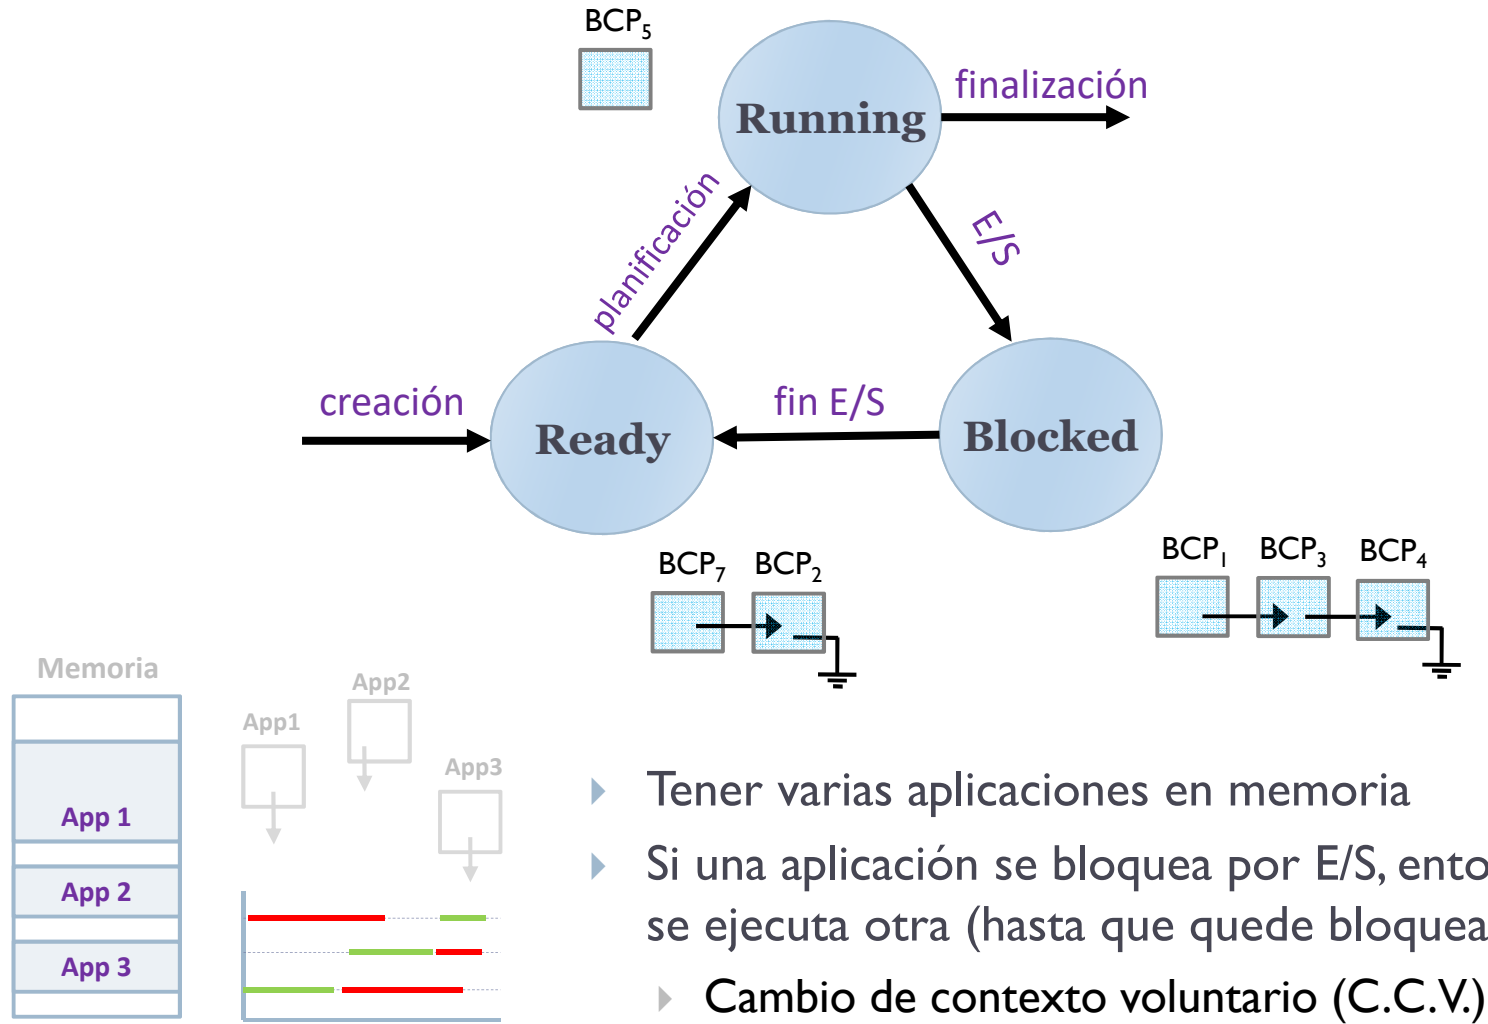 BCP5
Running
finalización
planificación
E/S
creación
fin E/S
Ready
Blocked
BCP7 BCP2
BCP1 BCP3 BCP4
Memoria
App 1
App 2
App 3
App1
App2
App3
Tener varias aplicaciones en memoria
Si una aplicación se bloquea por E/S, ento
se ejecuta otra (hasta que quede bloquea
Cambio de contexto voluntario (C.C.V.)